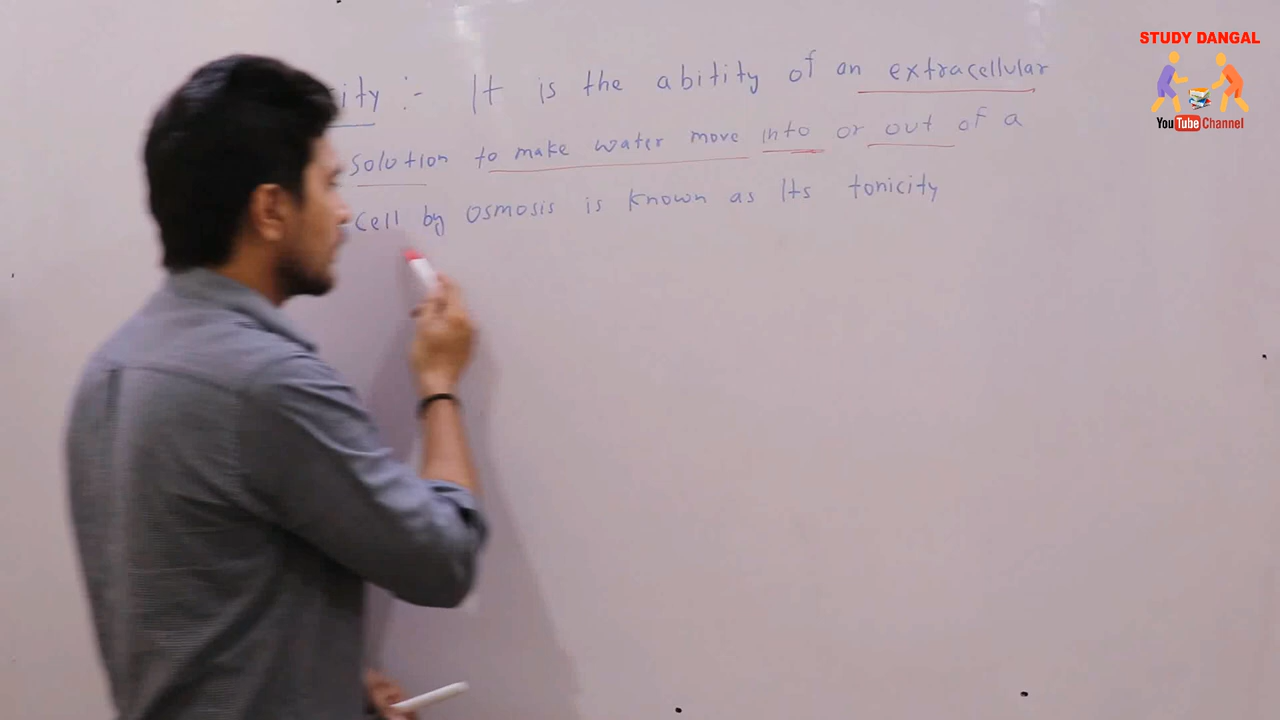 city :- It is the abitity of an extracellular
solution to make water move into or out of a
cell by osmosis is known as Its tonicity
STUDY DANGAL
YouTube Channel